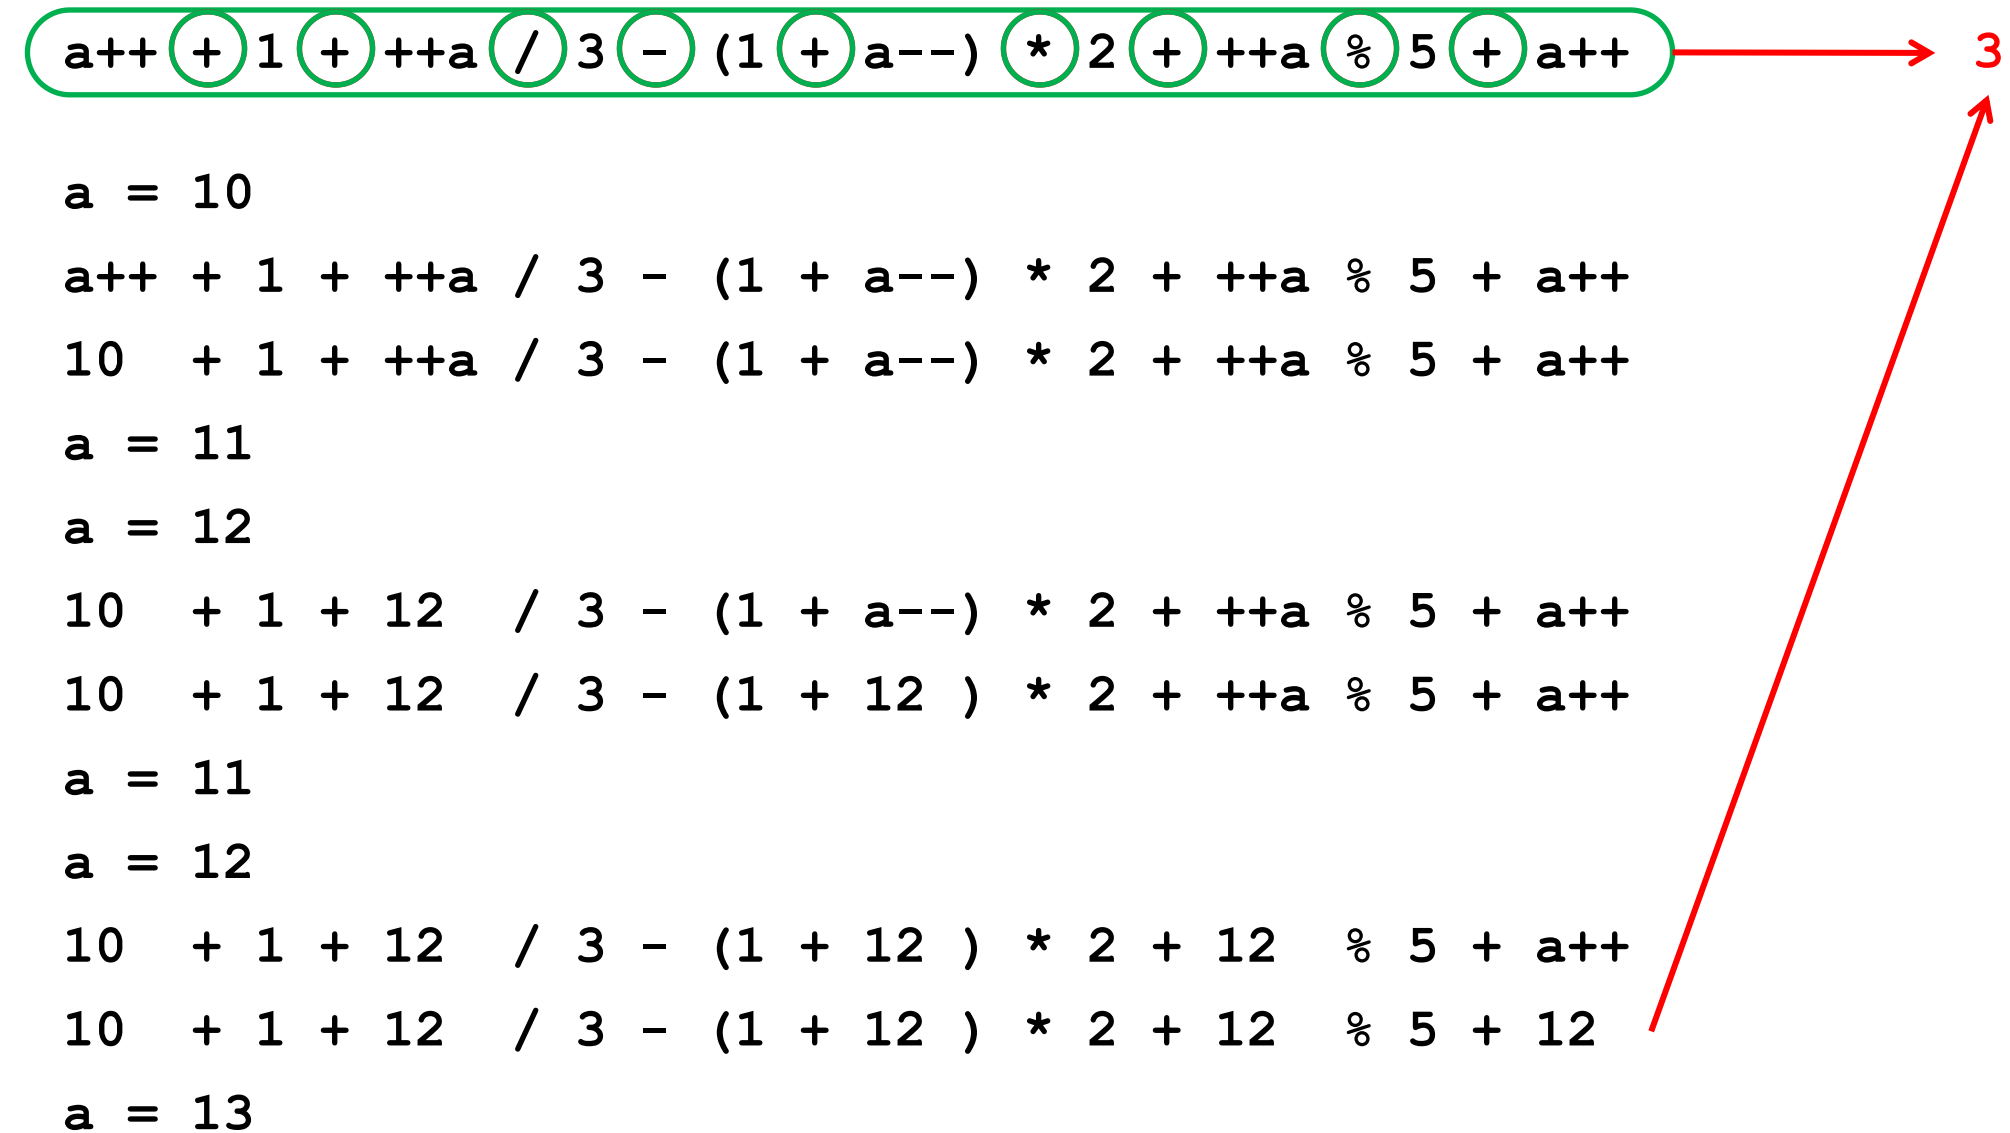 a++ + 1 + ++a / 3 - (1 + a--) * 2 + ++a % 5 + a++ 3
a = 10
a++ + 1 + ++a / 3 - (1 + a--) * 2 + ++a % 5 + a++
10 + 1 + ++a / 3 - (1 + a--) * 2 + ++a % 5 + a++
a = 11
a = 12
10 + 1 + 12 / 3 - (1 + a--) * 2 + ++a % 5 + a++
10 + 1 + 12 / 3 - (1 + 12 ) * 2 + ++a % 5 + a++
a = 11
a = 12
10 + 1 + 12 / 3 - (1 + 12 ) * 2 + 12 % 5 + a++
10 + 1 + 12 / 3 - (1 + 12 ) * 2 + 12 % 5 + 12
a = 13